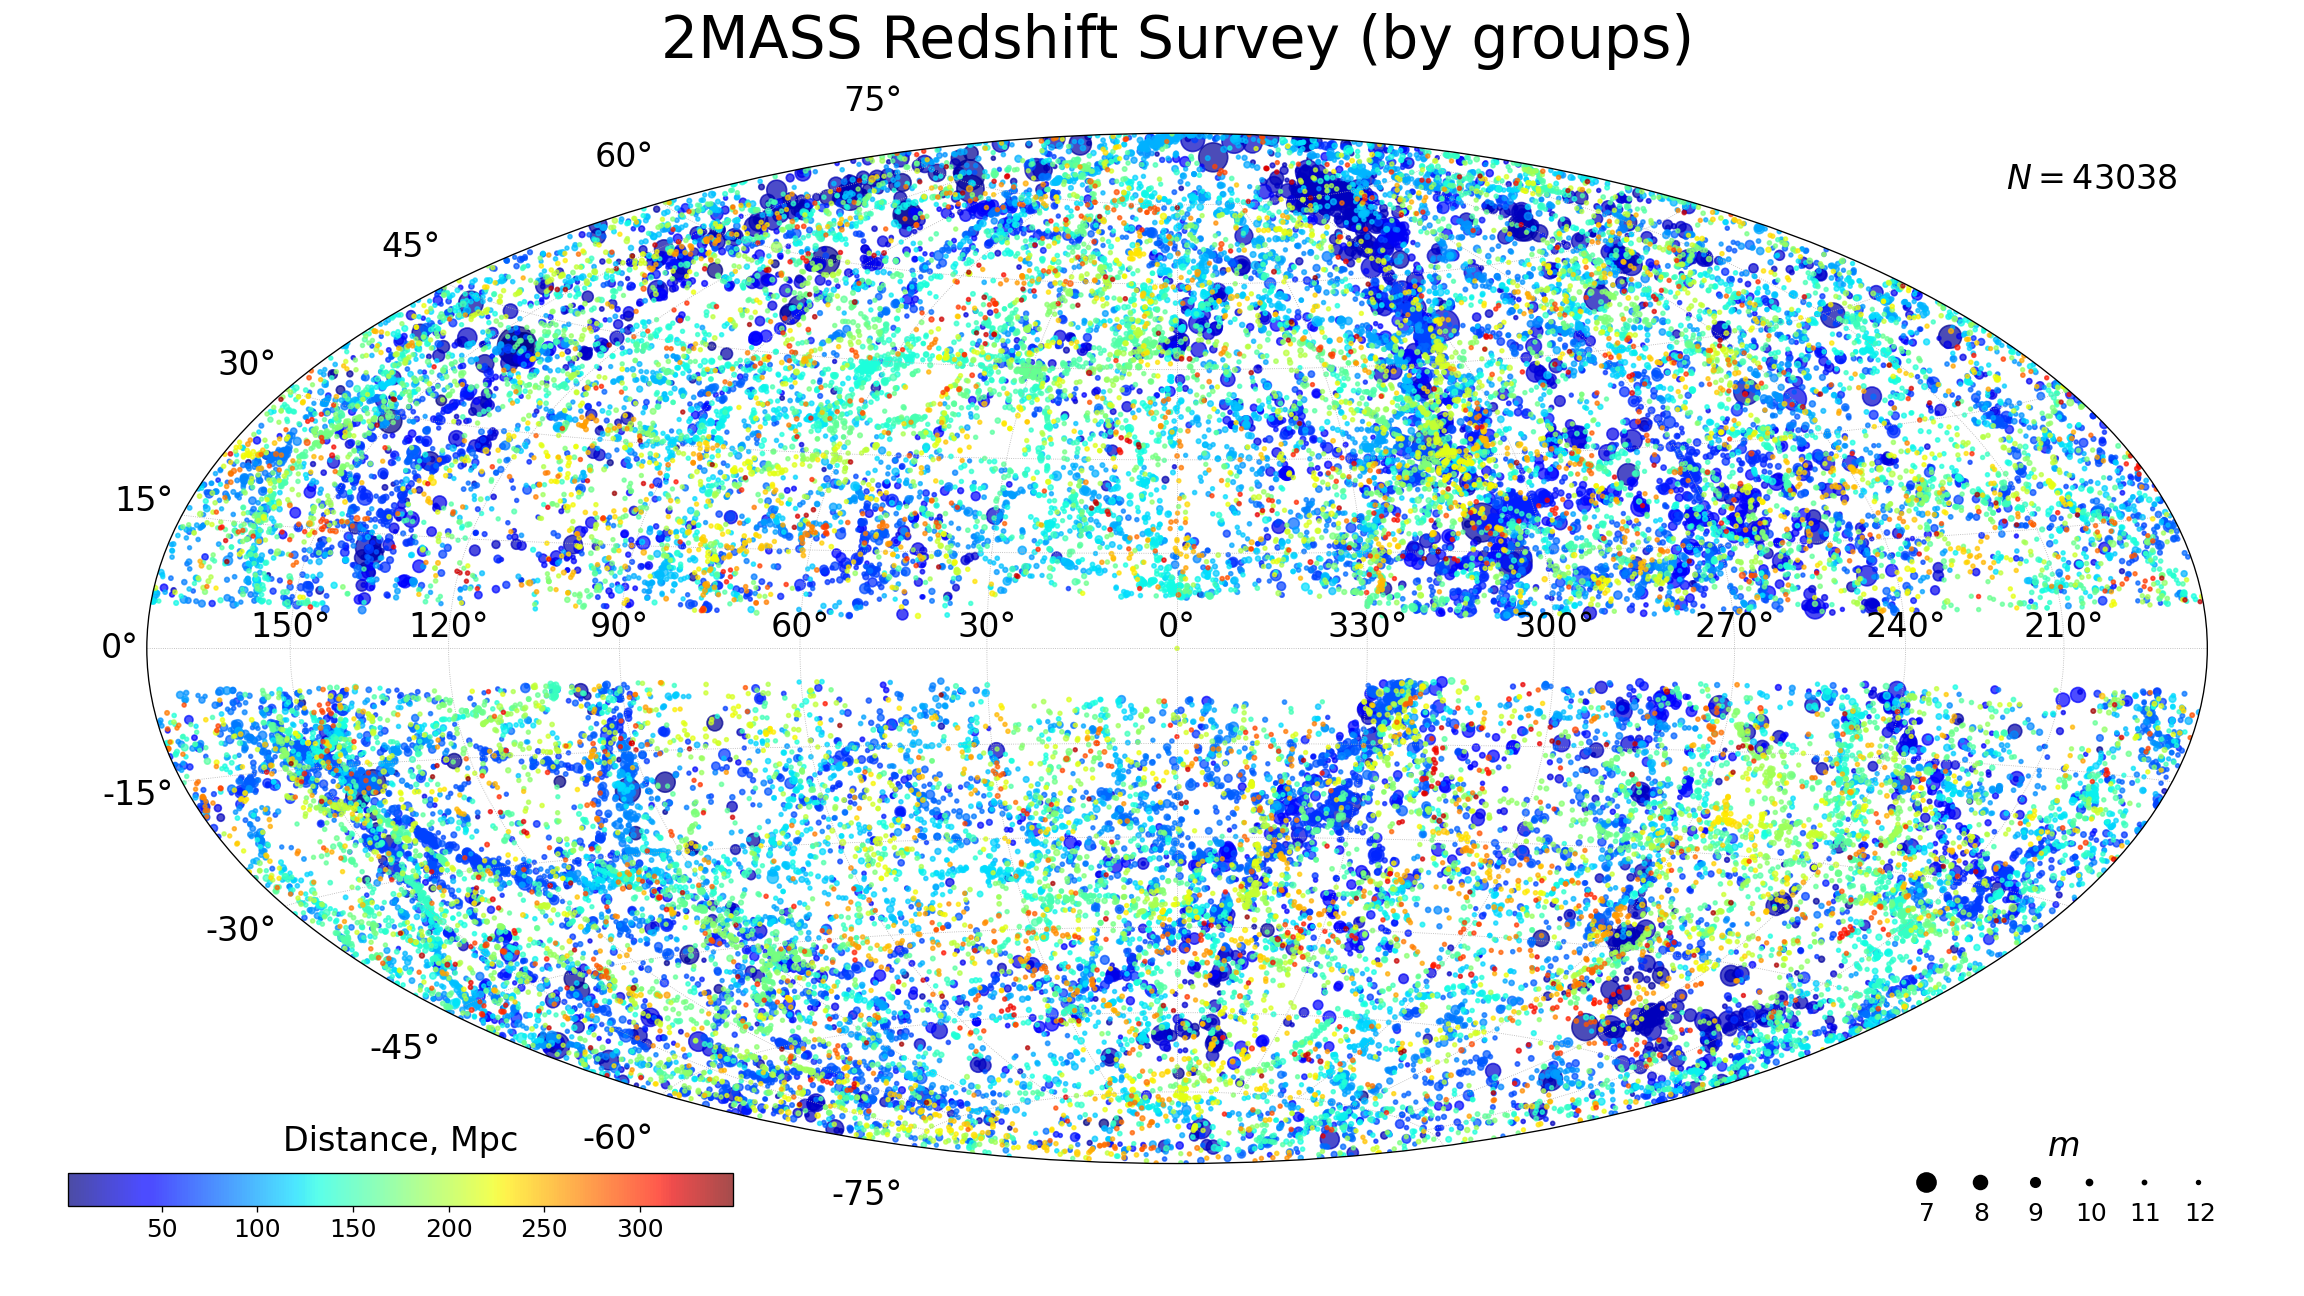 2MASS Redshift Survey (by groups)
75°
60°
N = 43038
45°
30°
15°
150° 120° 90° 60° 30° 0° 330° 300° 270° 240° 210°
0°
-15°
-30°
-45°
-60°
-75°
Distance, Mpc
50 100 150 200 250 300
m
7 8 9 10 11 12